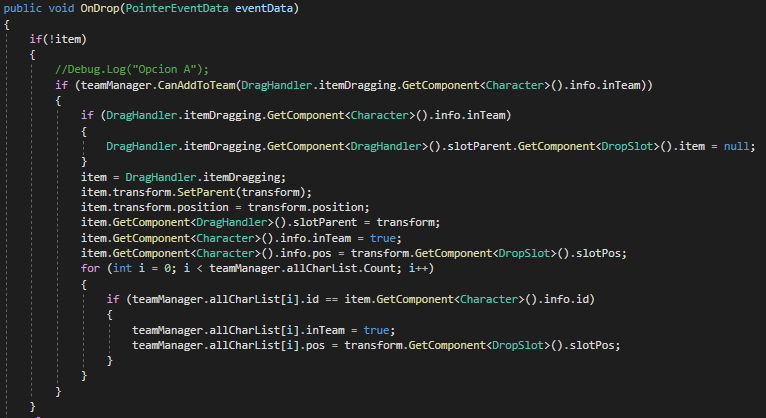 public void OnDrop(PointerEventData eventData)
{
if(!item)
{
//Debug.Log("Opcion A");
if (teamManager.CanAddToTeam(DragHandler.itemDragging.GetComponent<Character>().info.inTeam))
{
if (DragHandler.itemDragging.GetComponent<Character>().info.inTeam)
{
DragHandler.itemDragging.GetComponent<DragHandler>().slotParent.GetComponent<DropSlot>().item = null;
}
item = DragHandler.itemDragging;
item.transform.SetParent(transform);
item.transform.position = transform.position;
item.GetComponent<DragHandler>().slotParent = transform;
item.GetComponent<Character>().info.inTeam = true;
item.GetComponent<Character>().info.pos = transform.GetComponent<DropSlot>().slotPos;
for (int i = 0; i < teamManager.allCharList.Count; i++)
{
if (teamManager.allCharList[i].id == item.GetComponent<Character>().info.id)
{
teamManager.allCharList[i].inTeam = true;
teamManager.allCharList[i].pos = transform.GetComponent<DropSlot>().slotPos;
}
}
}
}